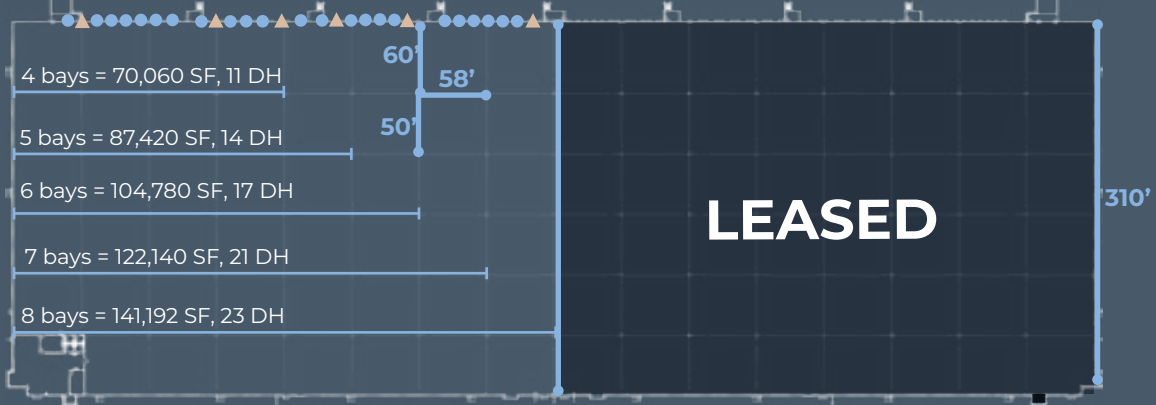 60’
58’
4 bays = 70,060 SF, 11 DH
50’
5 bays = 87,420 SF, 14 DH
6 bays = 104,780 SF, 17 DH
310’
LEASED
7 bays = 122,140 SF, 21 DH
8 bays = 141,192 SF, 23 DH